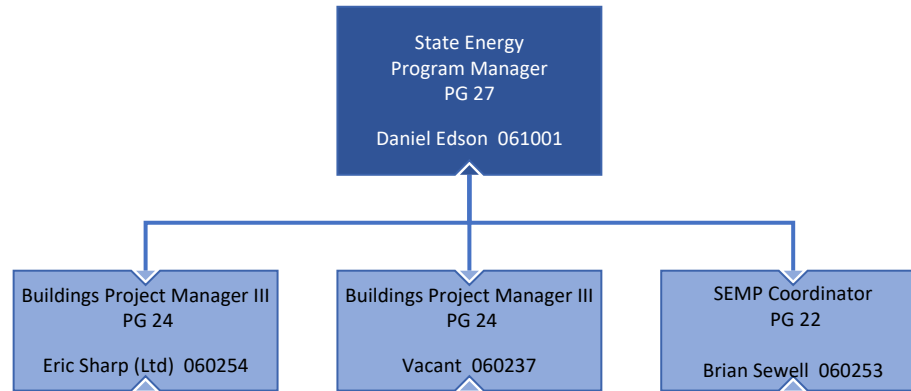 State Energy
Program Manager
PG 27
Daniel Edson  061001
Buildings Project Manager III
PG 24
Eric Sharp (Ltd)  060254
Buildings Project Manager III
PG 24
Vacant  060237
SEMP Coordinator
PG 22
Brian Sewell  060253